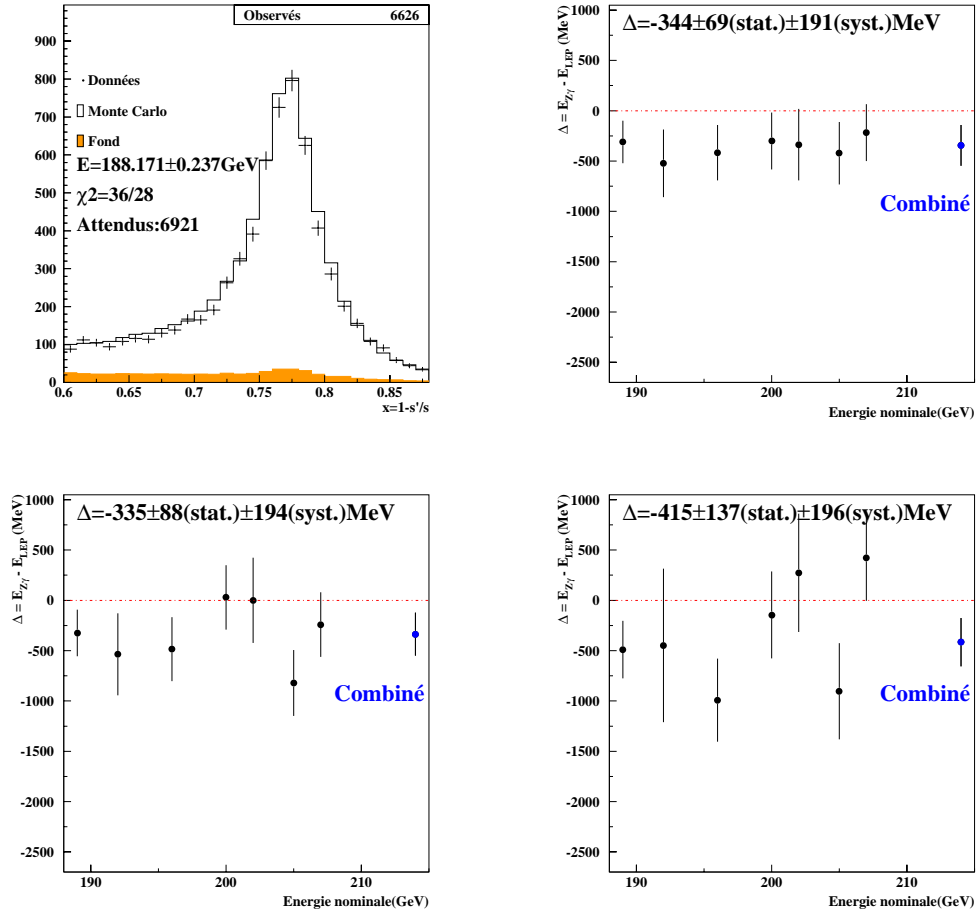 Observés 6626
900
800
700
600
500
400
300
200
100
0
· Données
Monte Carlo
Fond
E=188.171±0.237GeV
χ2=36/28
Attendus:6921
0.6 0.65 0.7 0.75 0.8 0.85
x=1-s'/s
Δ=-344±69(stat.)±191(syst.)MeV
Δ = E_Zγ - E_LEP (MeV)
1000
500
0
-500
-1000
-1500
-2000
-2500
Combiné
190 200 210
Energie nominale(GeV)
Δ=-335±88(stat.)±194(syst.)MeV
Δ = E_Zγ - E_LEP (MeV)
1000
500
0
-500
-1000
-1500
-2000
-2500
Combiné
190 200 210
Energie nominale(GeV)
Δ=-415±137(stat.)±196(syst.)MeV
Δ = E_Zγ - E_LEP (MeV)
1000
500
0
-500
-1000
-1500
-2000
-2500
Combiné
190 200 210
Energie nominale(GeV)